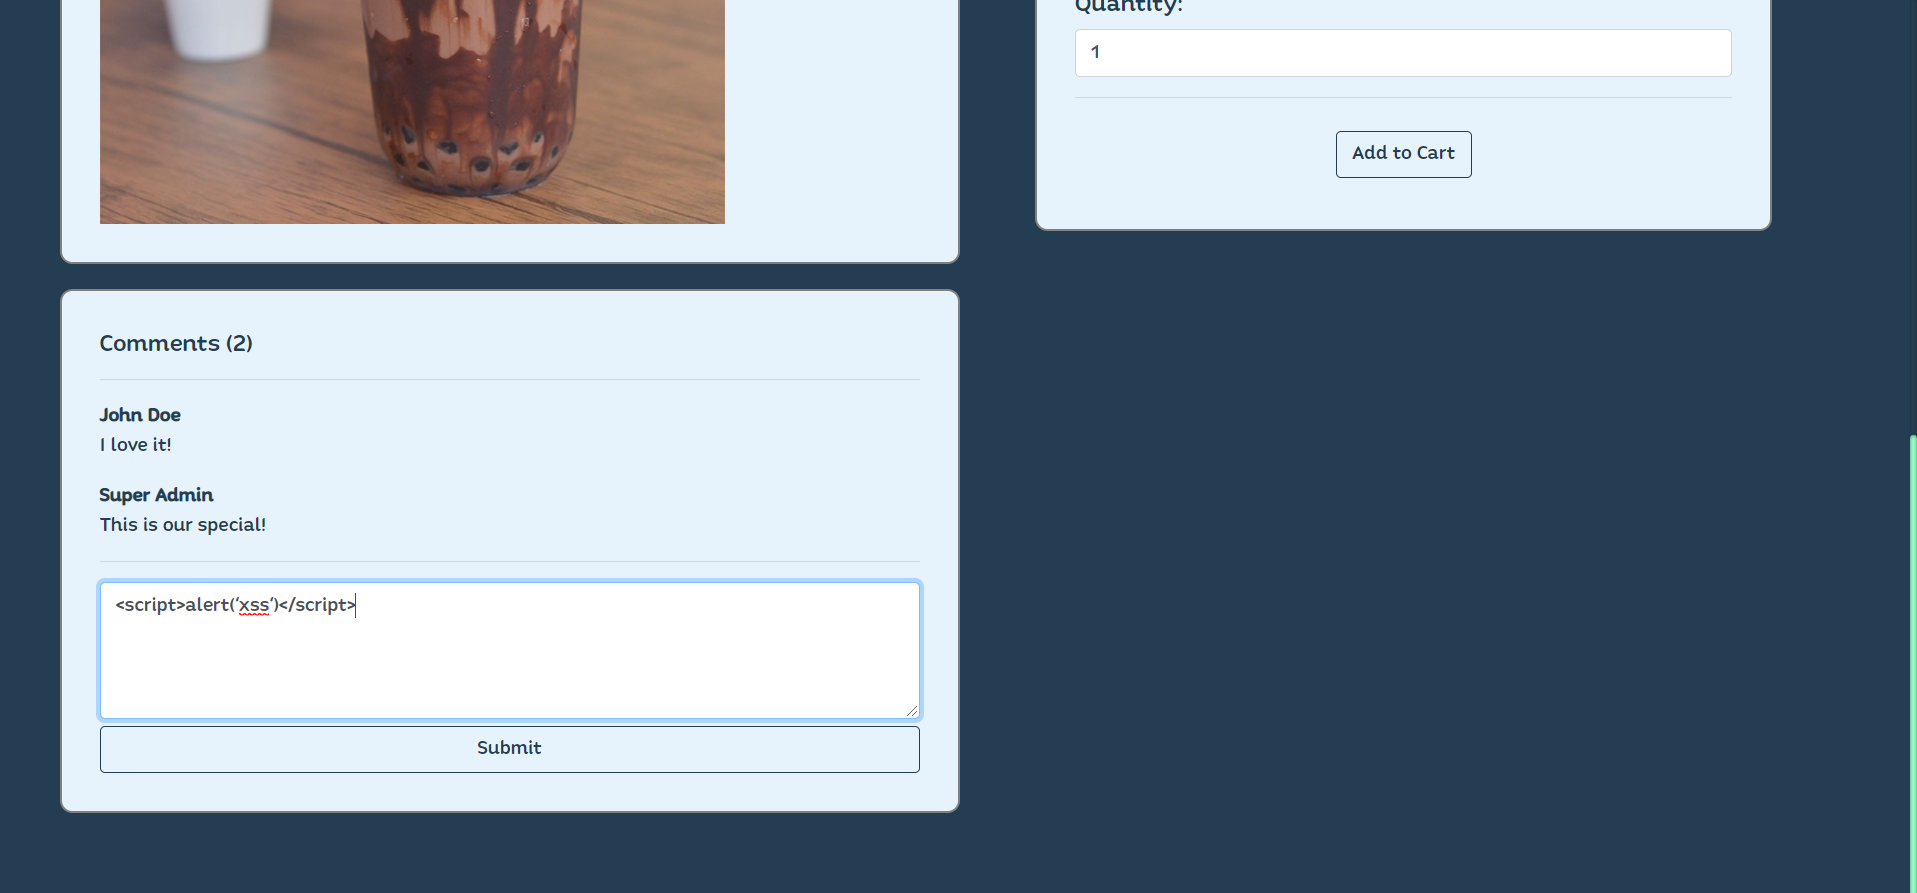 Quantity:
1
Add to Cart
Comments (2)
John Doe
I love it!
Super Admin
This is our special!
<script>alert('xss')</script>
Submit